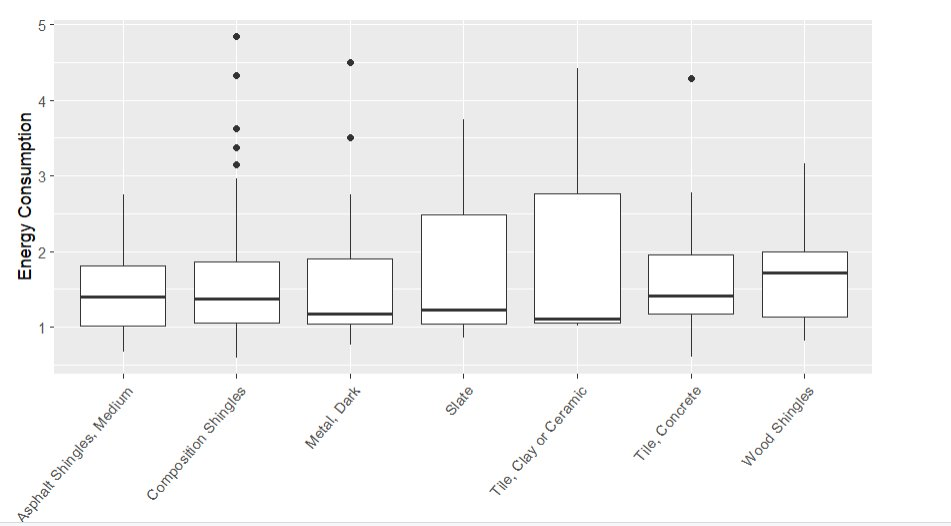 5
4
3
2
1
Energy Consumption
Asphalt Shingles, Medium
Composition Shingles
Metal, Dark
Slate
Tile, Clay or Ceramic
Tile, Concrete
Wood Shingles